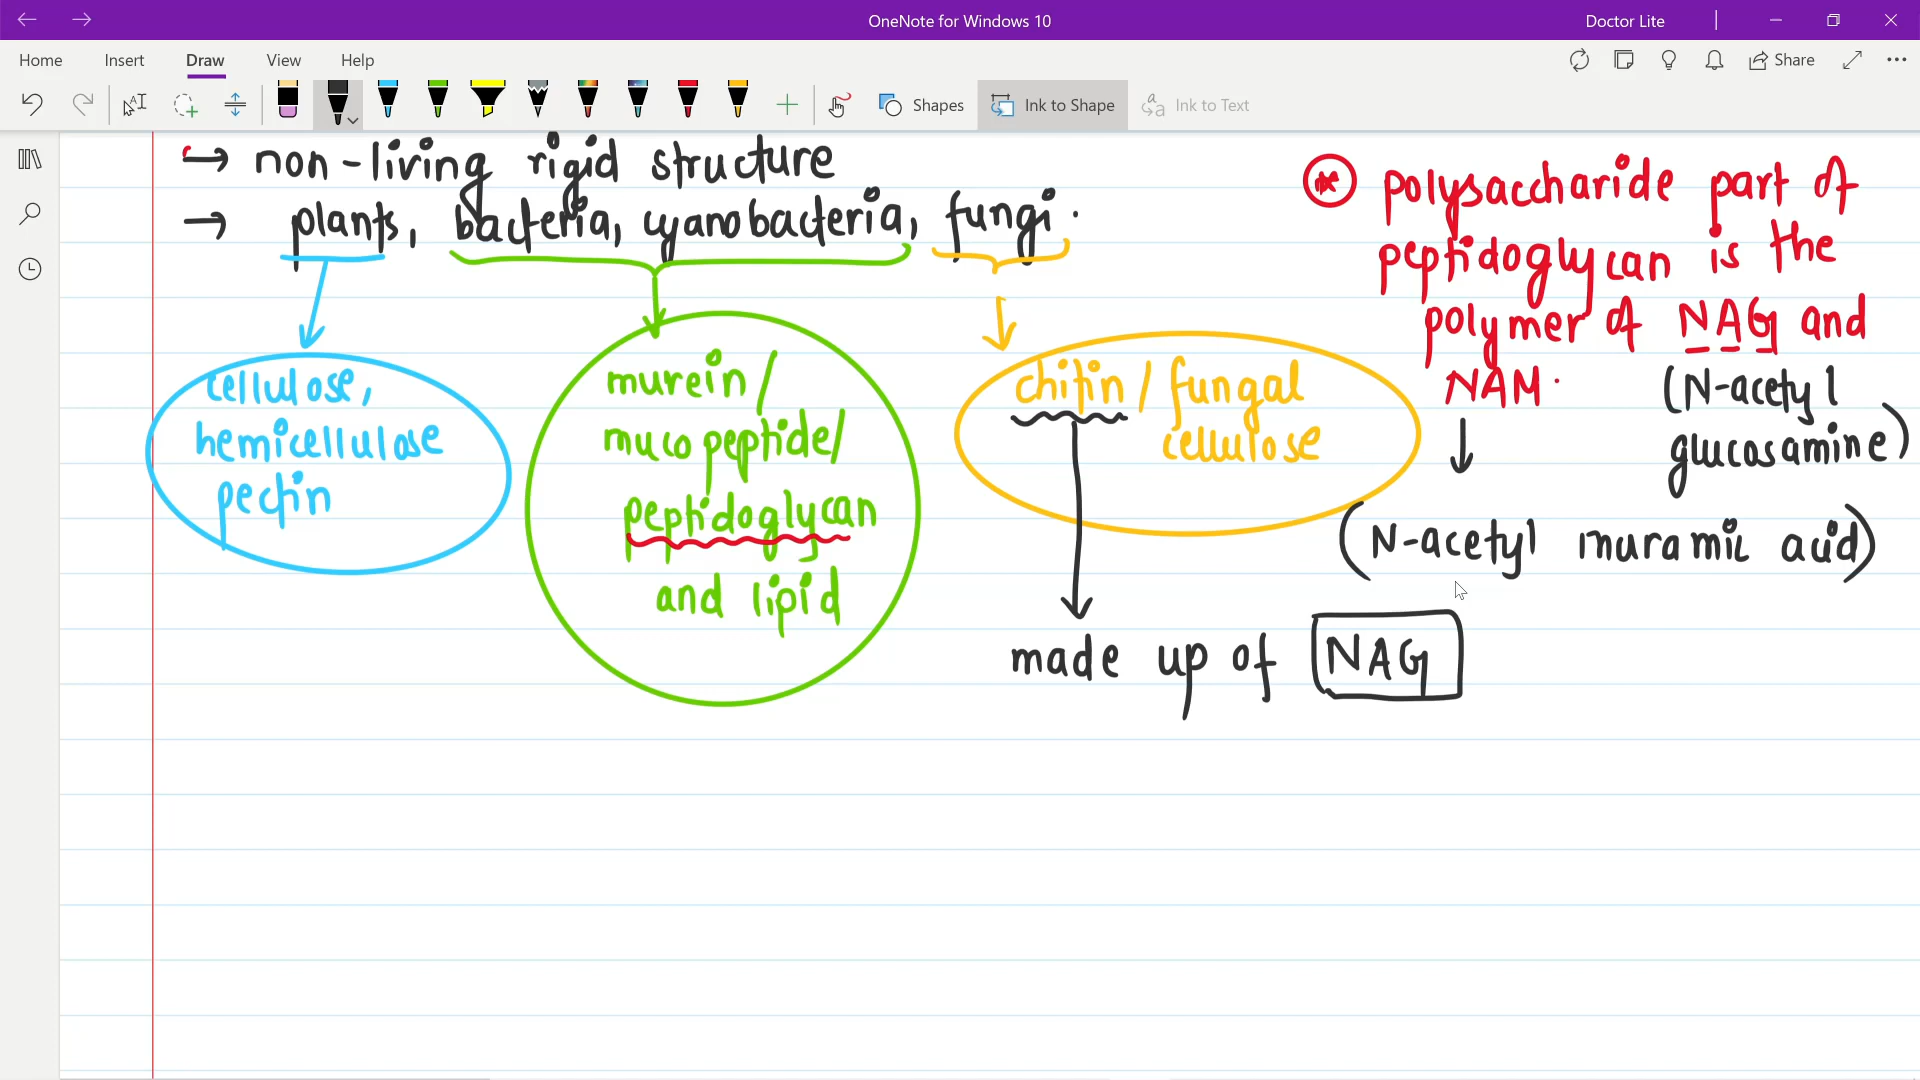 OneNote for Windows 10
Doctor Lite
Home Insert Draw View Help
Share
Shapes Ink to Shape Ink to Text
→ non-living rigid structure
→ plants, bacteria, cyanobacteria, fungi.
cellulose,
hemicellulose
pectin
murein /
mucopeptide/
peptidoglycan
and lipid
chitin / fungal
cellulose
made up of NAG
polysaccharide part of
peptidoglycan is the
polymer of NAG and
NAM.
(N-acetyl
glucosamine)
(N-acetyl muramic acid)